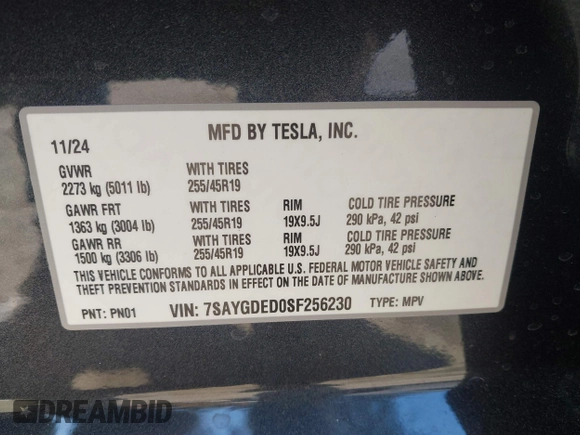 MFD BY TESLA, INC.
11/24
GVWR WITH TIRES
2273 kg (5011 lb) 255/45R19
GAWR FRT WITH TIRES RIM COLD TIRE PRESSURE
1363 kg (3004 lb) 255/45R19 19X9.5J 290 kPa, 42 psi
GAWR RR WITH TIRES RIM COLD TIRE PRESSURE
1500 kg (3306 lb) 255/45R19 19X9.5J 290 kPa, 42 psi
THIS VEHICLE CONFORMS TO ALL APPLICABLE U.S. FEDERAL MOTOR VEHICLE SAFETY AND
THEFT PREVENTION STANDARDS IN EFFECT ON THE DATE OF MANUFACTURE SHOWN ABOVE.
PNT: PN01 VIN: 7SAYGDED0SF256230 TYPE: MPV
DREAMBID